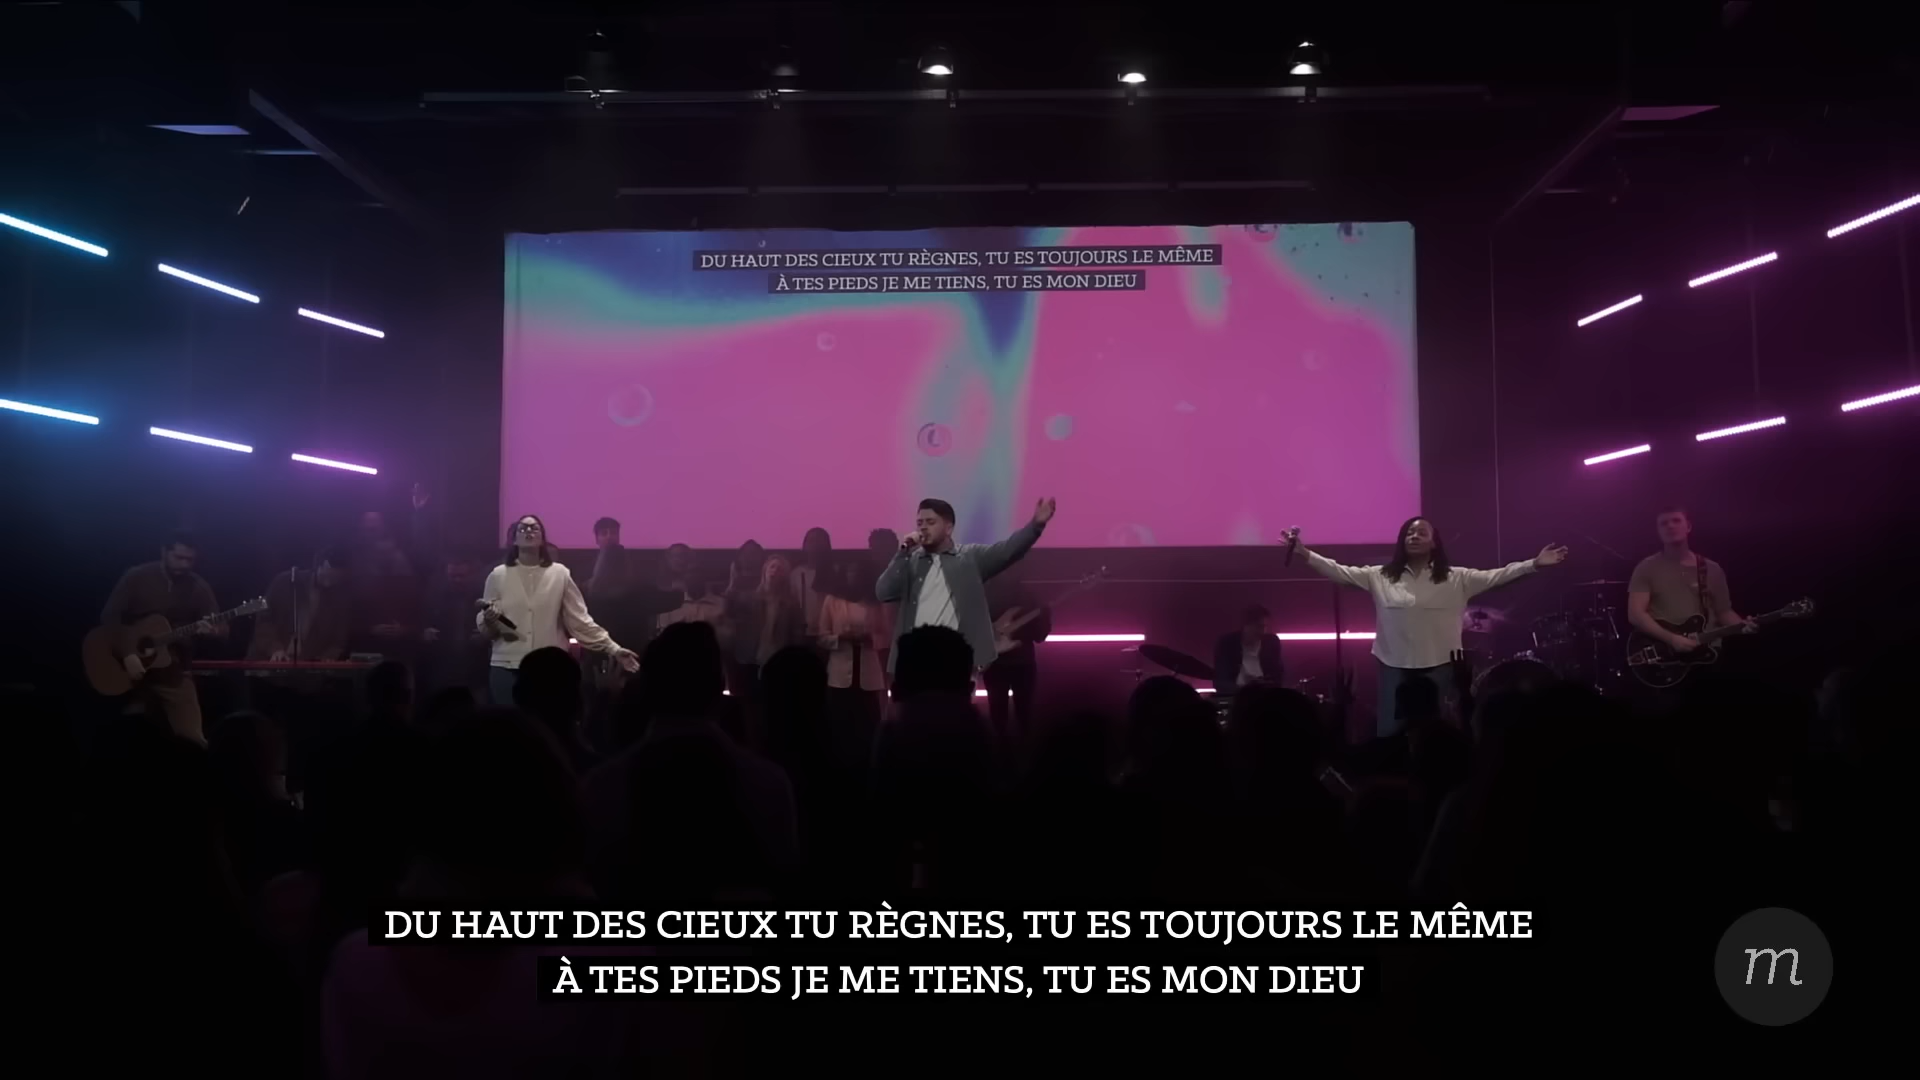 DU HAUT DES CIEUX TU RÈGNES, TU ES TOUJOURS LE MÊME
À TES PIEDS JE ME TIENS, TU ES MON DIEU
DU HAUT DES CIEUX TU RÈGNES, TU ES TOUJOURS LE MÊME
À TES PIEDS JE ME TIENS, TU ES MON DIEU
m